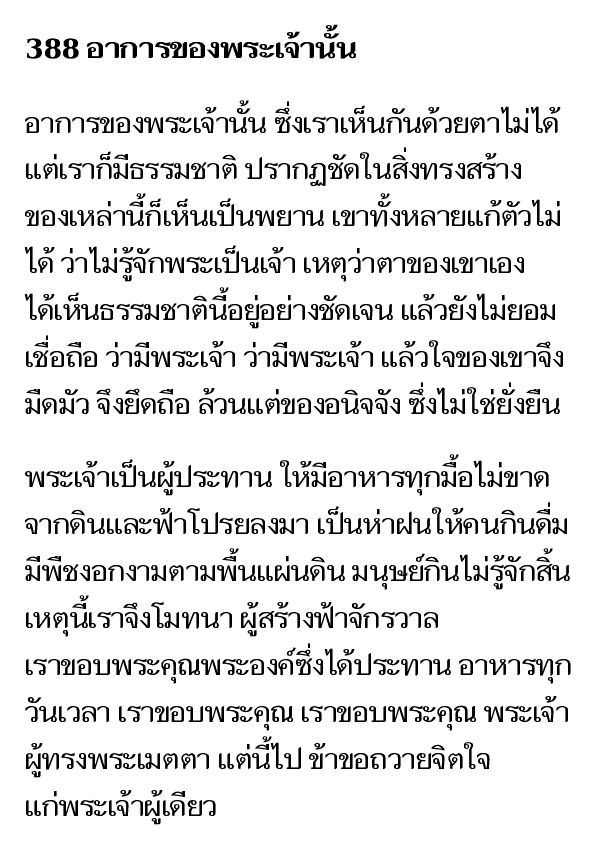 388 อาการของพระเจ้านั้น
อาการของพระเจ้านั้น ซึ่งเราเห็นกันด้วยตาไม่ได้
แต่เราก็มีธรรมชาติ ปรากฏชัดในสิ่งทรงสร้าง
ของเหล่านี้ก็เห็นเป็นพยาน เขาทั้งหลายแก้ตัวไม่
ได้ ว่าไม่รู้จักพระเป็นเจ้า เหตุว่าตาของเขาเอง
ได้เห็นธรรมชาตินี้อยู่อย่างชัดเจน แล้วยังไม่ยอม
เชื่อถือ ว่ามีพระเจ้า ว่ามีพระเจ้า แล้วใจของเขาจึง
มืดมัว จึงยึดถือ ล้วนแต่ของอนิจจัง ซึ่งไม่ใช่ยั่งยืน
พระเจ้าเป็นผู้ประทาน ให้มีอาหารทุกมื้อไม่ขาด
จากดินและฟ้าโปรยลงมา เป็นห่าฝนให้คนกินดื่ม
มีพืชงอกงามตามพื้นแผ่นดิน มนุษย์กินไม่รู้จักสิ้น
เหตุนี้เราจึงโมทนา ผู้สร้างฟ้าจักรวาล
เราขอบพระคุณพระองค์ซึ่งได้ประทาน อาหารทุก
วันเวลา เราขอบพระคุณ เราขอบพระคุณ พระเจ้า
ผู้ทรงพระเมตตา แต่นี้ไป ข้าขอถวายจิตใจ
แก่พระเจ้าผู้เดียว